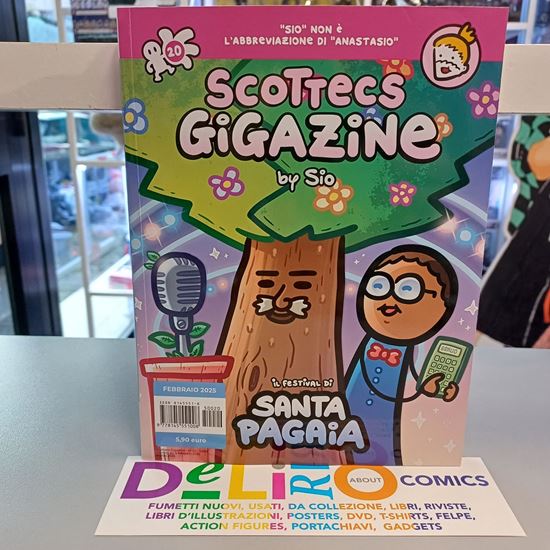 "SIO" NON È
L'ABBREVIAZIONE DI "ANASTASIO"
20
SCOTTECS
GIGAZINE
by Sio
IL FESTIVAL DI
SANTA
PAGAIA
FEBBRAIO 2025
5,90 euro
DeLiRiO ABOUT COMICS
FUMETTI NUOVI, USATI, DA COLLEZIONE, LIBRI, RIVISTE,
LIBRI D'ILLUSTRAZIONI, POSTERS, DVD, T-SHIRTS, FELPE,
ACTION FIGURES, PORTACHIAVI, GADGETS